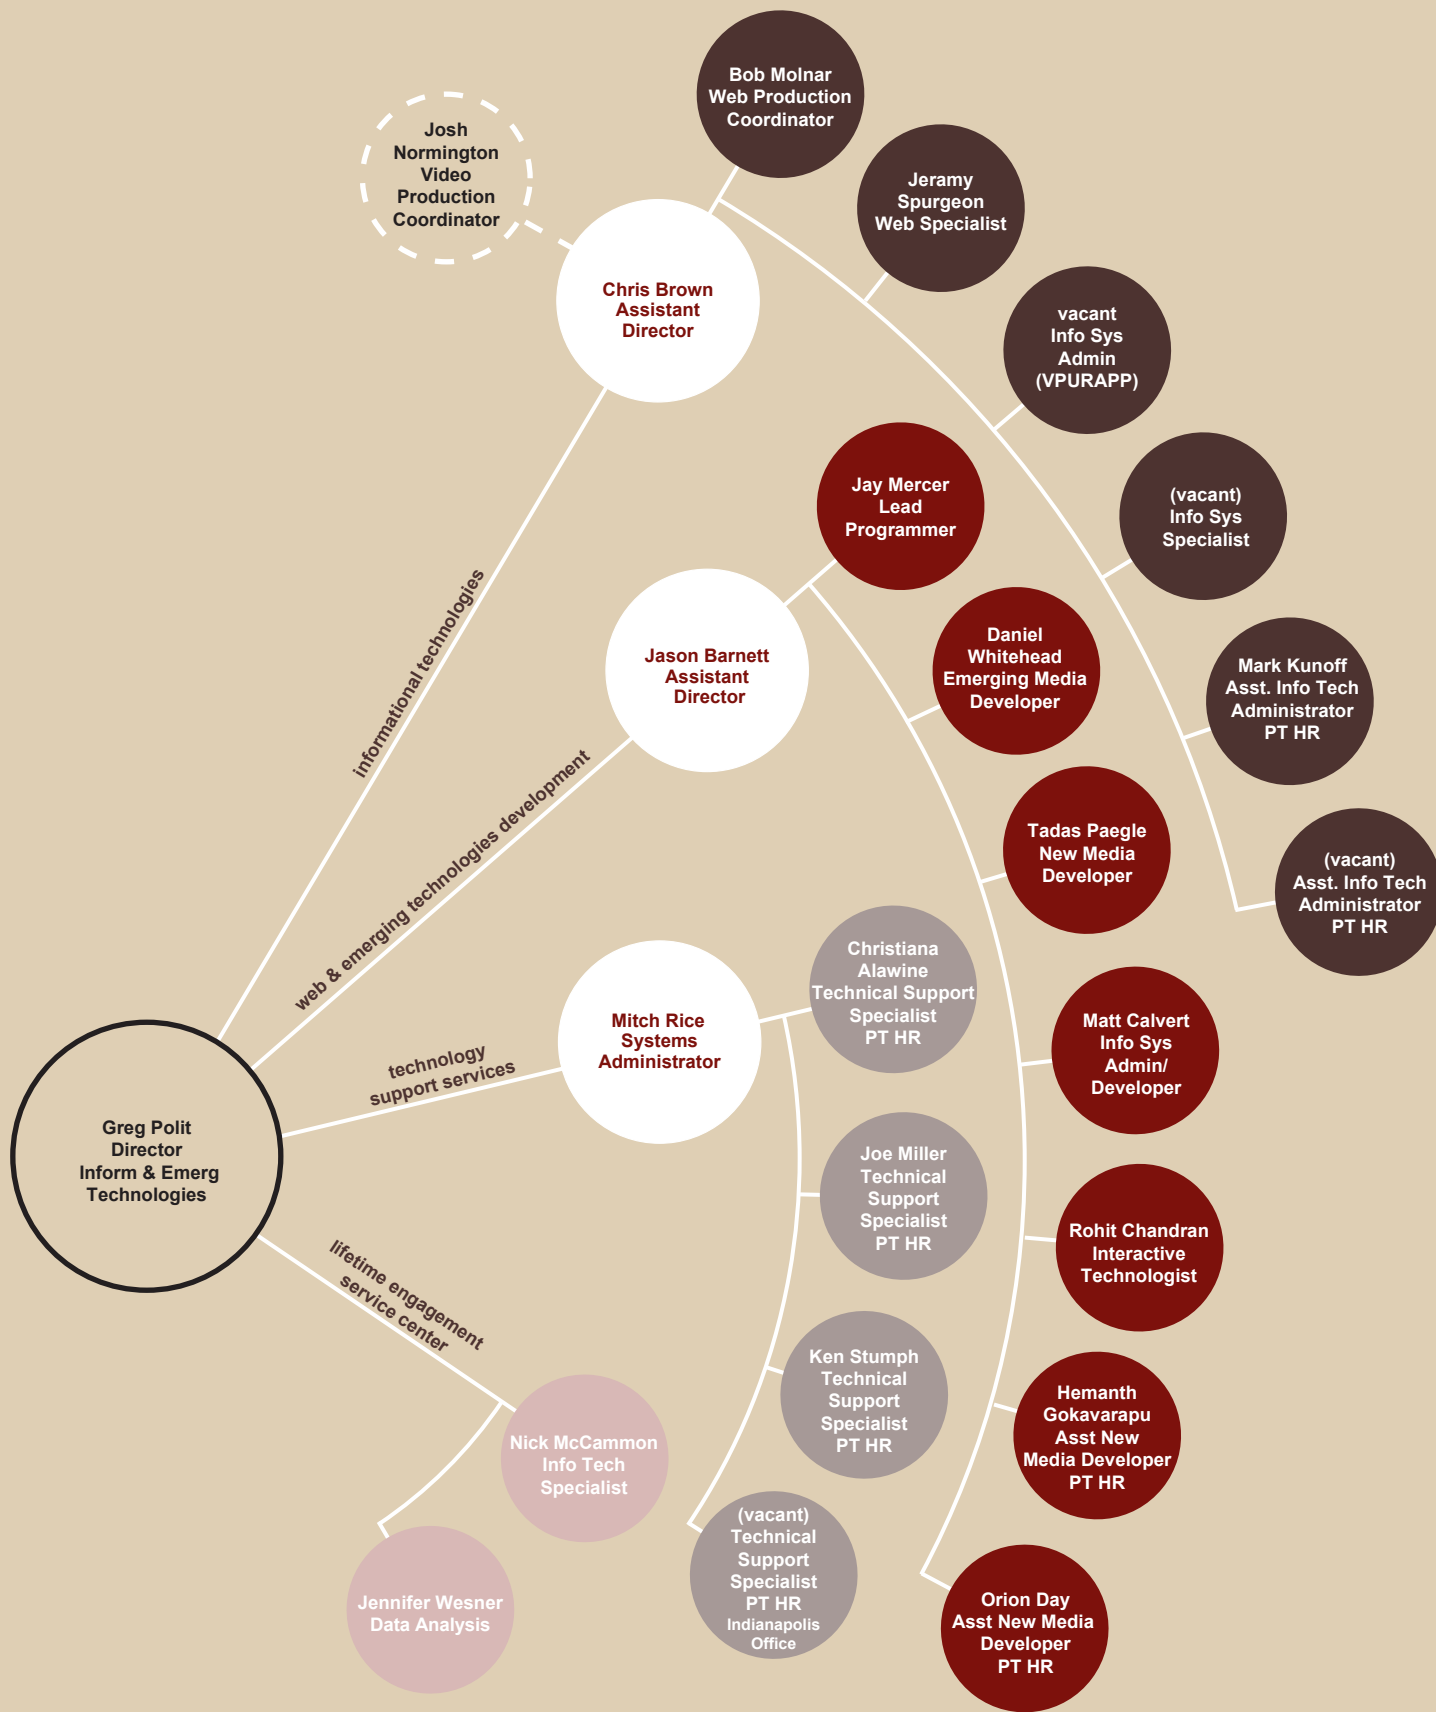 Bob Molnar
Web Production
Coordinator
Josh
Normington
Video
Production
Coordinator
Jeramy
Spurgeon
Web Specialist
Chris Brown
Assistant
Director
vacant
Info Sys
Admin
(VPURAPP)
(vacant)
Info Sys
Specialist
Jay Mercer
Lead
Programmer
informational technologies
Jason Barnett
Assistant
Director
Daniel
Whitehead
Emerging Media
Developer
Mark Kunoff
Asst. Info Tech
Administrator
PT HR
web & emerging technologies development
Tadas Paegle
New Media
Developer
(vacant)
Asst. Info Tech
Administrator
PT HR
Christiana
Alawine
Technical Support
Specialist
PT HR
Mitch Rice
Systems
Administrator
technology
support services
Matt Calvert
Info Sys
Admin/
Developer
Greg Polit
Director
Inform & Emerg
Technologies
Joe Miller
Technical
Support
Specialist
PT HR
Rohit Chandran
Interactive
Technologist
lifetime engagement
service center
Ken Stumph
Technical
Support
Specialist
PT HR
Hemanth
Gokavarapu
Asst New
Media Developer
PT HR
Nick McCammon
Info Tech
Specialist
(vacant)
Technical
Support
Specialist
PT HR
Indianapolis
Office
Jennifer Wesner
Data Analysis
Orion Day
Asst New Media
Developer
PT HR